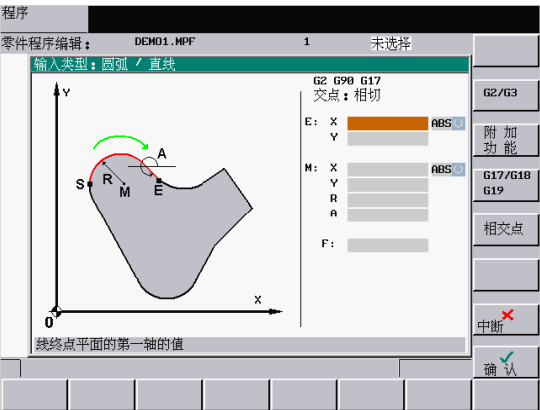 程序
零件程序编辑： DEMO1.MPF 1 未选择
输入类型：圆弧 / 直线
G2 G90 G17
交点：相切
E: X ABS
Y
M: X ABS
Y
R
A
F:
Y
A
S R M E
X
0
线终点平面的第一轴的值
G2/G3
附 加
功 能
G17/G18
G19
相交点
中断
确 认